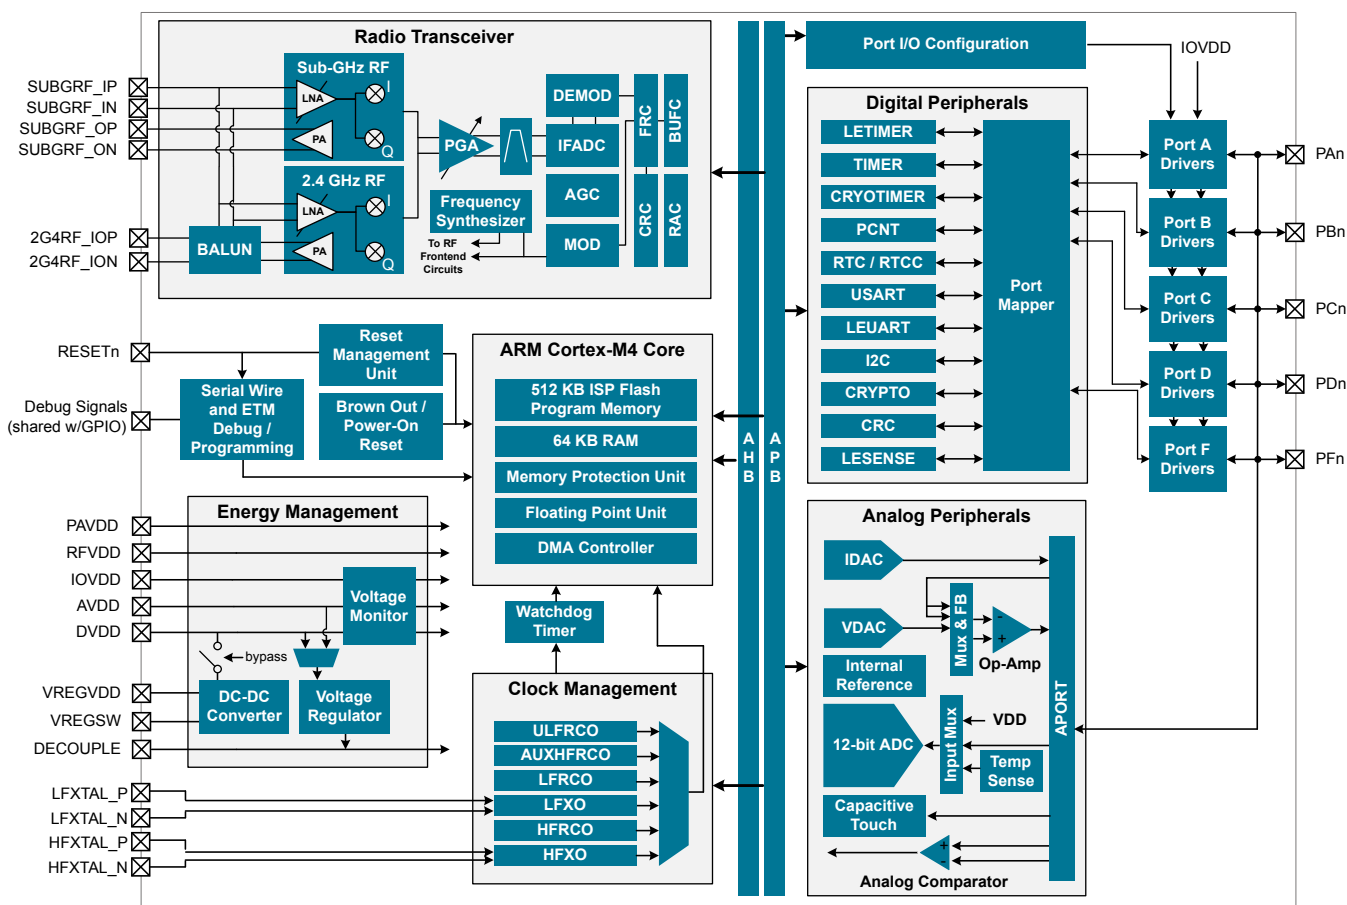 Radio Transceiver
SUBGRF_IP
SUBGRF_IN
SUBGRF_OP
SUBGRF_ON
2G4RF_IOP
2G4RF_ION
Sub-GHz RF
LNA
I
PA
Q
2.4 GHz RF
LNA
I
PA
Q
BALUN
PGA
Frequency
Synthesizer
To RF
Frontend
Circuits
DEMOD
IFADC
AGC
MOD
FRC
BUFC
CRC
RAC
RESETn
Debug Signals
(shared w/GPIO)
Reset
Management
Unit
Serial Wire
and ETM
Debug /
Programming
Brown Out /
Power-On
Reset
ARM Cortex-M4 Core
512 KB ISP Flash
Program Memory
64 KB RAM
Memory Protection Unit
Floating Point Unit
DMA Controller
Energy Management
PAVDD
RFVDD
IOVDD
AVDD
DVDD
VREGVDD
VREGSW
DECOUPLE
Voltage
Monitor
bypass
DC-DC
Converter
Voltage
Regulator
Watchdog
Timer
Clock Management
LFXTAL_P
LFXTAL_N
HFXTAL_P
HFXTAL_N
ULFRCO
AUXHFRCO
LFRCO
LFXO
HFRCO
HFXO
A
H
B
A
P
B
Port I/O Configuration
IOVDD
Digital Peripherals
LETIMER
TIMER
CRYOTIMER
PCNT
RTC / RTCC
USART
LEUART
I2C
CRYPTO
CRC
LESENSE
Port
Mapper
Port A
Drivers
Port B
Drivers
Port C
Drivers
Port D
Drivers
Port F
Drivers
PAn
PBn
PCn
PDn
PFn
Analog Peripherals
IDAC
VDAC
Mux & FB
-
+
Op-Amp
Internal
Reference
12-bit ADC
Input Mux
VDD
Temp
Sense
Capacitive
Touch
+
-
Analog Comparator
APORT